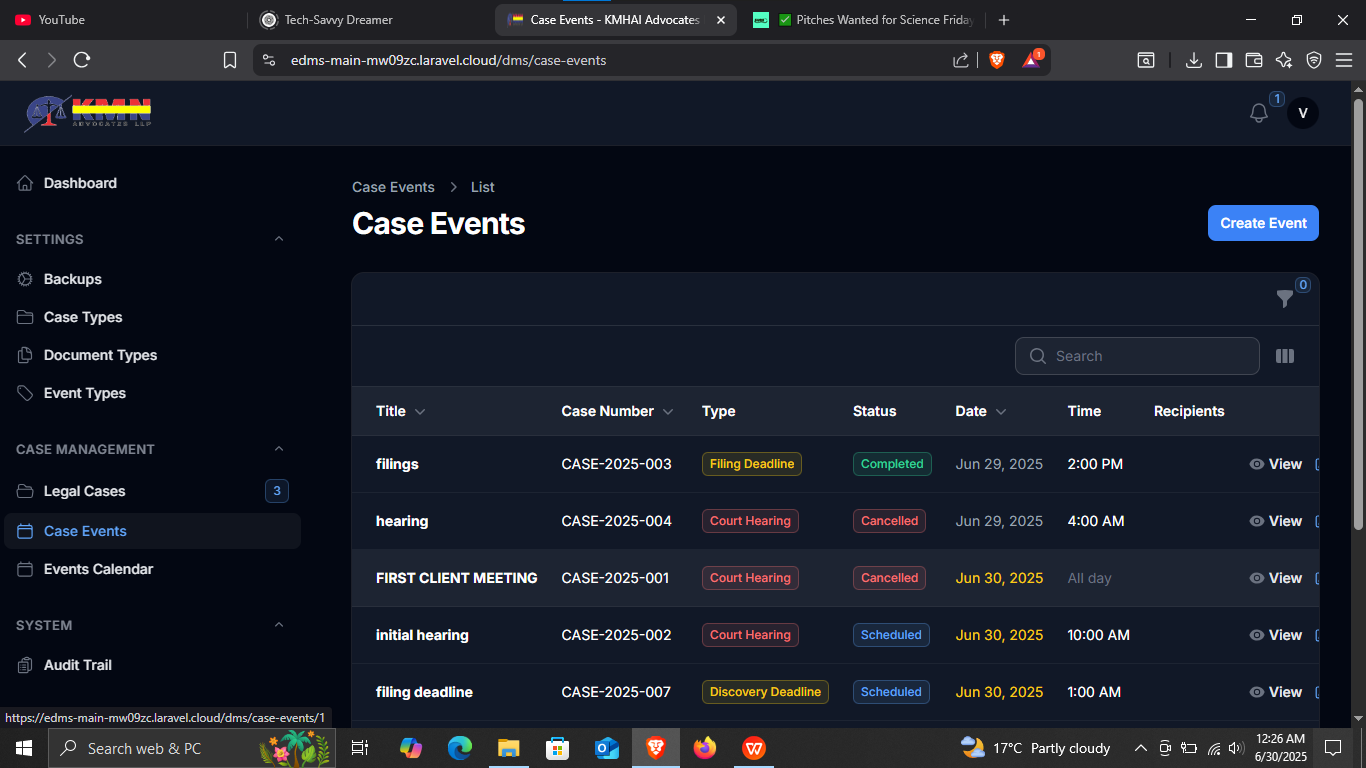 YouTube
Tech-Savvy Dreamer
Case Events - KMHAI Advocates
Pitches Wanted for Science Friday
edms-main-mw09zc.laravel.cloud/dms/case-events
1
KMN
ADVOCATES LLP
1
V
Dashboard
SETTINGS
Backups
Case Types
Document Types
Event Types
CASE MANAGEMENT
Legal Cases 3
Case Events
Events Calendar
SYSTEM
Audit Trail
Case Events > List
Case Events
Create Event
0
Search
Title Case Number Type Status Date Time Recipients
filings CASE-2025-003 Filing Deadline Completed Jun 29, 2025 2:00 PM View
hearing CASE-2025-004 Court Hearing Cancelled Jun 29, 2025 4:00 AM View
FIRST CLIENT MEETING CASE-2025-001 Court Hearing Cancelled Jun 30, 2025 All day View
initial hearing CASE-2025-002 Court Hearing Scheduled Jun 30, 2025 10:00 AM View
filing deadline CASE-2025-007 Discovery Deadline Scheduled Jun 30, 2025 1:00 AM View
https://edms-main-mw09zc.laravel.cloud/dms/case-events/1
Search web & PC
17°C Partly cloudy
12:26 AM
6/30/2025